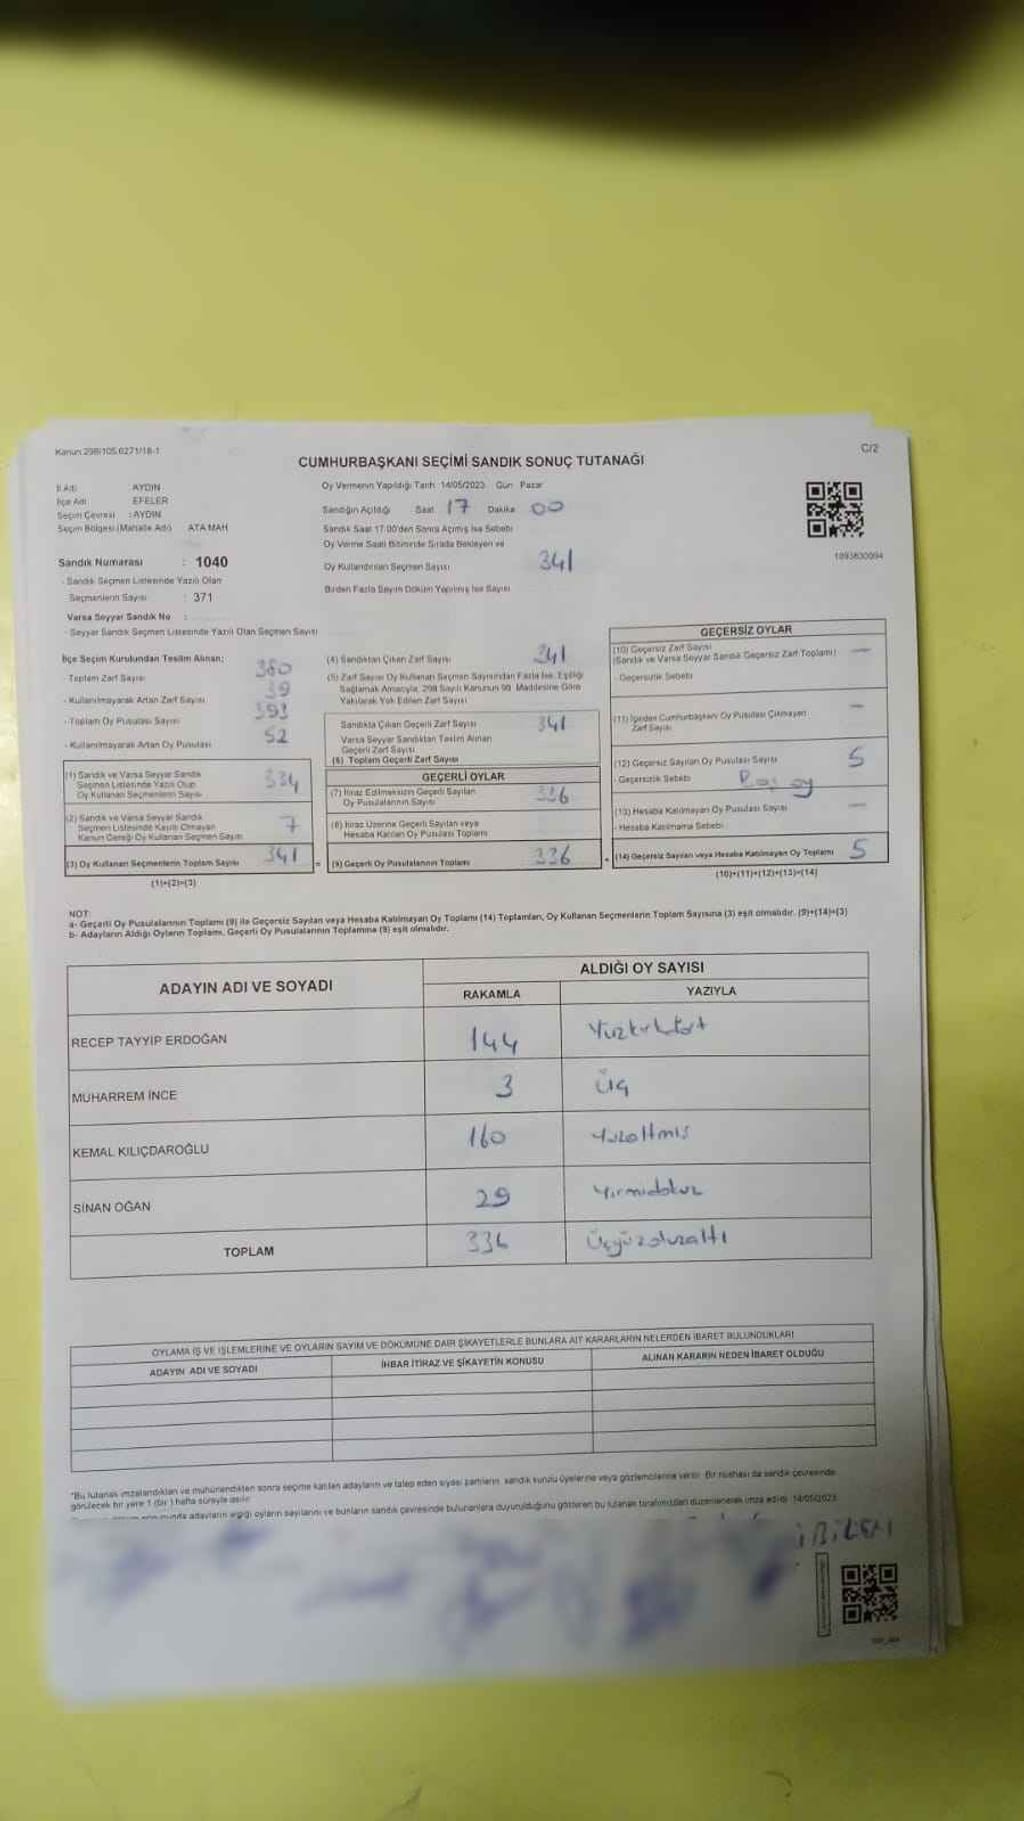 Kanun 298/105,6271/18-1
C/2
CUMHURBAŞKANI SEÇİMİ SANDIK SONUÇ TUTANAĞI
İl Adı : AYDIN
İlçe Adı : EFELER
Seçim Çevresi : AYDIN
Seçim Bölgesi (Mahalle Adı) ATA MAH
Oy Vermenin Yapıldığı Tarih 14/05/2023 Gün Pazar
Sandığın Açıldığı Saat 17 Dakika 00
Sandık Saat 17.00'den Sonra Açılmış İse Sebebi
Oy Verme Saati Bitiminde Sırada Bekleyen ve
Oy Kullandırılan Seçmen Sayısı 341
Birden Fazla Sayım Döküm Yapılmış İse Sayısı
Sandık Numarası : 1040
- Sandık Seçmen Listesinde Yazılı Olan
Seçmenlerin Sayısı : 371
Varsa Seyyar Sandık No :
- Seyyar Sandık Seçmen Listesinde Yazılı Olan Seçmen Sayısı
İlçe Seçim Kurulundan Teslim Alınan;
- Toplam Zarf Sayısı 380
- Kullanılmayarak Artan Zarf Sayısı 39
- Toplam Oy Pusulası Sayısı 393
- Kullanılmayarak Artan Oy Pusulası 52
(1) Sandık ve Varsa Seyyar Sandık
Seçmen Listesinde Yazılı Olup
Oy Kullanan Seçmenlerin Sayısı 334
(2) Sandık ve Varsa Seyyar Sandık
Seçmen Listesinde Kayıtlı Olmayan
Kanun Gereği Oy Kullanan Seçmen Sayısı 7
(3) Oy Kullanan Seçmenlerin Toplam Sayısı 341
(1)+(2)=(3)
(4) Sandıktan Çıkan Zarf Sayısı 341
(5) Zarf Sayısı Oy Kullanan Seçmen Sayısından Fazla İse, Eşitliği
Sağlamak Amacıyla, 298 Sayılı Kanunun 98. Maddesine Göre
Yakılarak Yok Edilen Zarf Sayısı
Sandıkta Çıkan Geçerli Zarf Sayısı 341
Varsa Seyyar Sandıktan Teslim Alınan
Geçerli Zarf Sayısı
(6) Toplam Geçerli Zarf Sayısı
GEÇERLİ OYLAR
(7) İtiraz Edilmeksizin Geçerli Sayılan
Oy Pusulalarının Sayısı 336
(8) İtiraz Üzerine Geçerli Sayılan veya
Hesaba Katılan Oy Pusulası Toplamı
(9) Geçerli Oy Pusulalarının Toplamı 336
GEÇERSİZ OYLAR
(10) Geçersiz Zarf Sayısı
(Sandık ve Varsa Seyyar Sandık Geçersiz Zarf Toplamı) —
- Geçersizlik Sebebi
(11) İçinden Cumhurbaşkanı Oy Pusulası Çıkmayan
Zarf Sayısı —
(12) Geçersiz Sayılan Oy Pusulası Sayısı 5
- Geçersizlik Sebebi Boş oy
(13) Hesaba Katılmayan Oy Pusulası Sayısı —
- Hesaba Katılmama Sebebi
(14) Geçersiz Sayılan veya Hesaba Katılmayan Oy Toplamı 5
(10)+(11)+(12)+(13)=(14)
NOT:
a- Geçerli Oy Pusulalarının Toplamı (9) ile Geçersiz Sayılan veya Hesaba Katılmayan Oy Toplamı (14) Toplamları, Oy Kullanan Seçmenlerin Toplam Sayısına (3) eşit olmalıdır. (9)+(14)=(3)
b- Adayların Aldığı Oyların Toplamı, Geçerli Oy Pusulalarının Toplamına (9) eşit olmalıdır.
ADAYIN ADI VE SOYADI
ALDIĞI OY SAYISI
RAKAMLA YAZIYLA
RECEP TAYYİP ERDOĞAN 144 Yüzkırkdört
MUHARREM İNCE 3 Üç
KEMAL KILIÇDAROĞLU 160 Yüzaltmış
SİNAN OĞAN 29 Yirmidokuz
TOPLAM 336 Üçyüzotuzaltı
OYLAMA İŞ VE İŞLEMLERİNE VE OYLARIN SAYIM VE DÖKÜMÜNE DAİR ŞİKAYETLERLE BUNLARA AİT KARARLARIN NELERDEN İBARET BULUNDUKLARI
ADAYIN ADI VE SOYADI İHBAR İTİRAZ VE ŞİKAYETİN KONUSU ALINAN KARARIN NEDEN İBARET OLDUĞU
*Bu tutanak imzalandıktan ve mühürlendikten sonra seçime katılan adayların ve talep eden siyasi partilerin, sandık kurulu üyelerine veya gözlemcilerine verilir. Bir nüshası da sandık çevresinde
görülecek bir yere 1 (bir) hafta süreyle asılır.
adayların aldığı oyların sayılarını ve bunların sandık çevresinde bulunanlara duyurulduğunu gösteren bu tutanak tarafımızdan düzenlenerek imza edildi. 14/05/2023